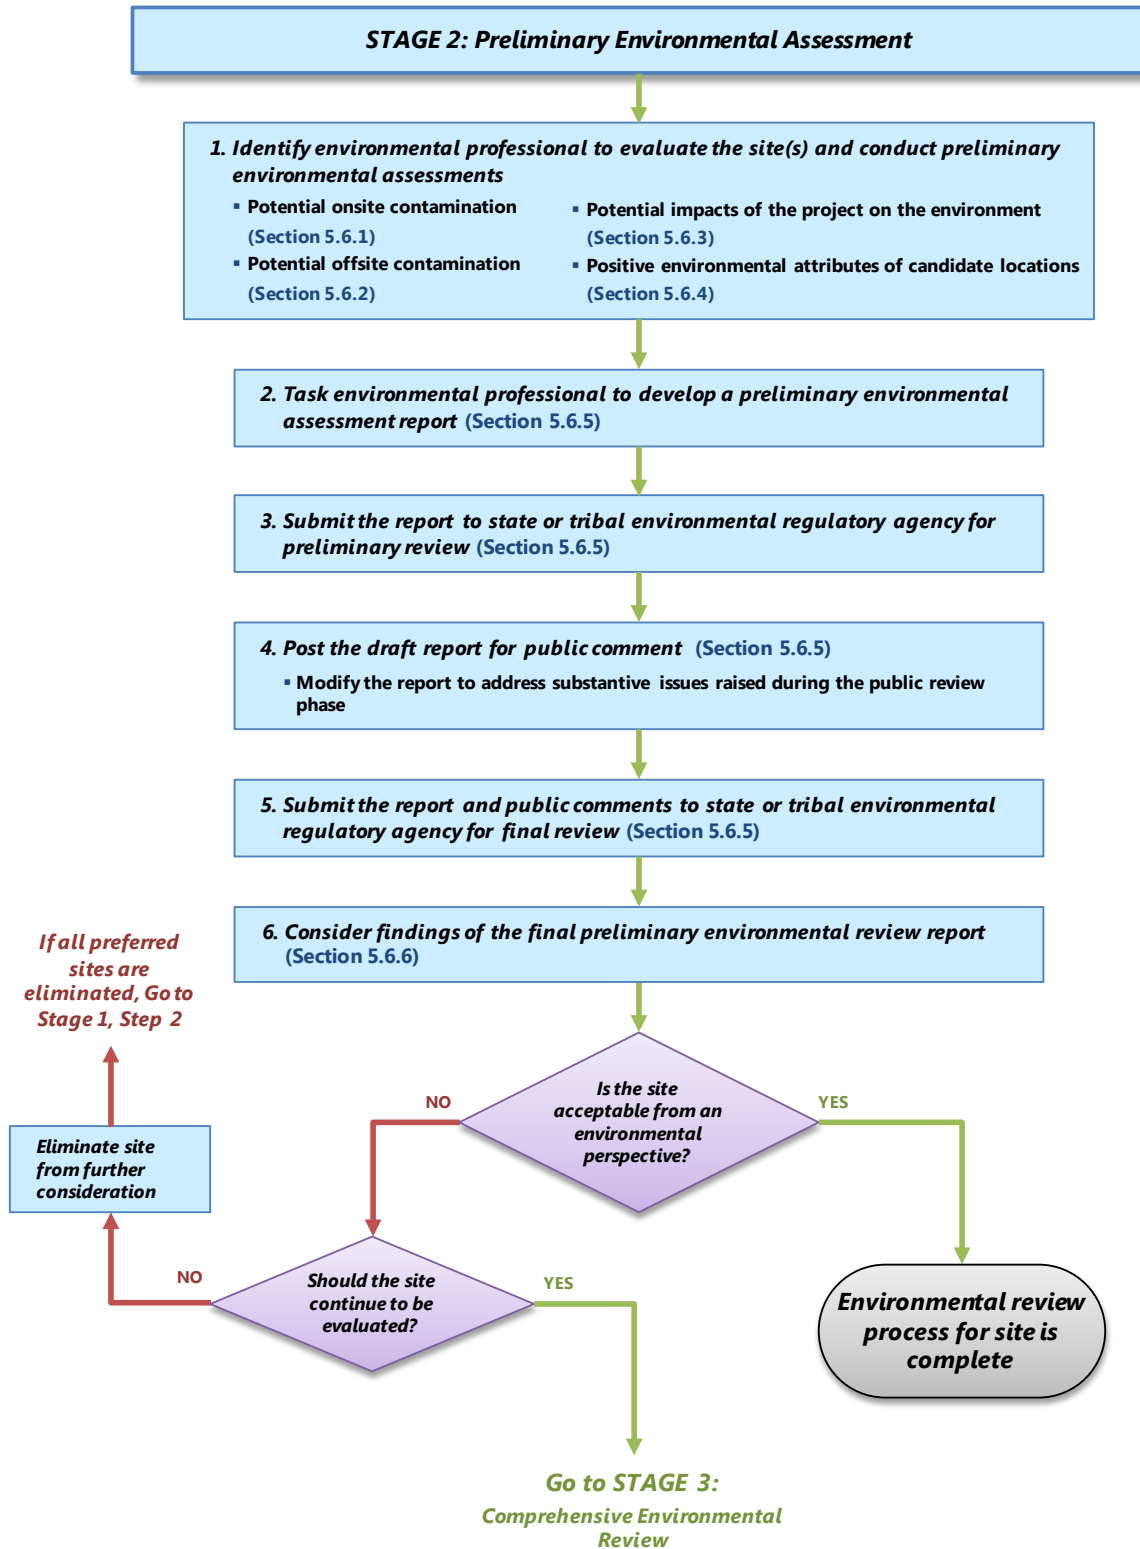 STAGE 2: Preliminary Environmental Assessment
1. Identify environmental professional to evaluate the site(s) and conduct preliminary
environmental assessments
▪ Potential onsite contamination
(Section 5.6.1)
▪ Potential offsite contamination
(Section 5.6.2)
▪ Potential impacts of the project on the environment
(Section 5.6.3)
▪ Positive environmental attributes of candidate locations
(Section 5.6.4)
2. Task environmental professional to develop a preliminary environmental
assessment report (Section 5.6.5)
3. Submit the report to state or tribal environmental regulatory agency for
preliminary review (Section 5.6.5)
4. Post the draft report for public comment (Section 5.6.5)
▪ Modify the report to address substantive issues raised during the public review
phase
5. Submit the report and public comments to state or tribal environmental
regulatory agency for final review (Section 5.6.5)
6. Consider findings of the final preliminary environmental review report
(Section 5.6.6)
If all preferred
sites are
eliminated, Go to
Stage 1, Step 2
Is the site
acceptable from an
environmental
perspective?
NO
YES
Eliminate site
from further
consideration
Should the site
continue to be
evaluated?
NO
YES
Environmental review
process for site is
complete
Go to STAGE 3:
Comprehensive Environmental
Review